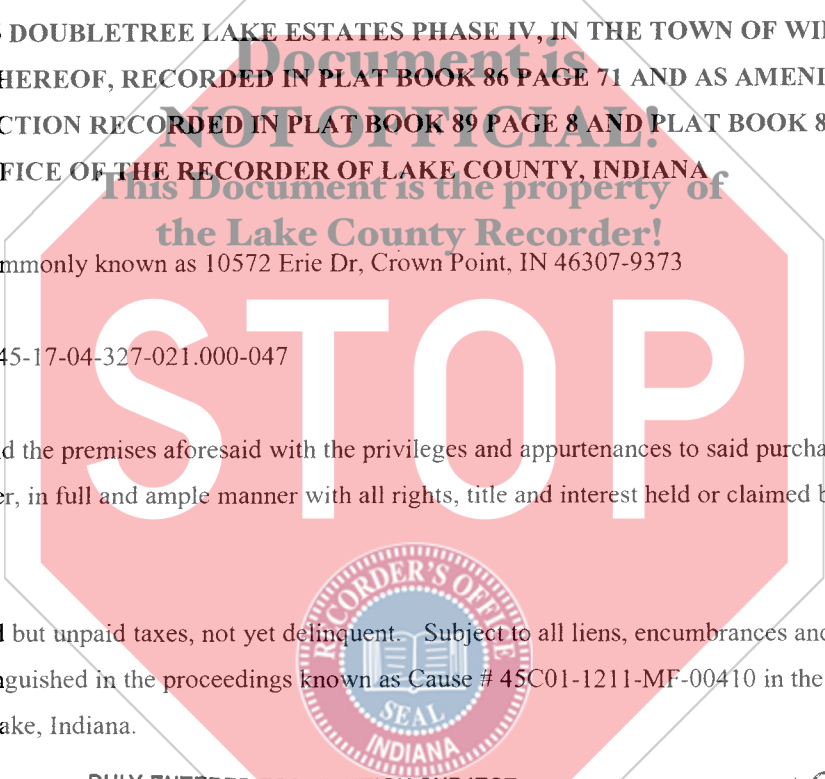 DOUBLETREE LAKE ESTATES PHASE IV, IN THE TOWN OF
Document is
HEREOF, RECORDED IN PLAT BOOK 86 PAGE 71 AND AS
NOT OFFICIAL!
RECORDED IN PLAT BOOK 89 PAGE 8 AND PLAT BOOK 8
OF THE RECORDER OF LAKE COUNTY, INDIANA
This Document is the property of
the Lake County Recorder!
mmonly known as 10572 Erie Dr, Crown Point, IN 46307-9373
STOP
45-17-04-327-021.000-047
d the premises aforesaid with the privileges and appurtenances to said purcha
er, in full and ample manner with all rights, title and interest held or claimed b
RECORDER'S OFFICE
SEAL
INDIANA
but unpaid taxes, not yet delinquent. Subject to all liens, encumbrances and
nguished in the proceedings known as Cause # 45C01-1211-MF-00410 in the
ake, Indiana.